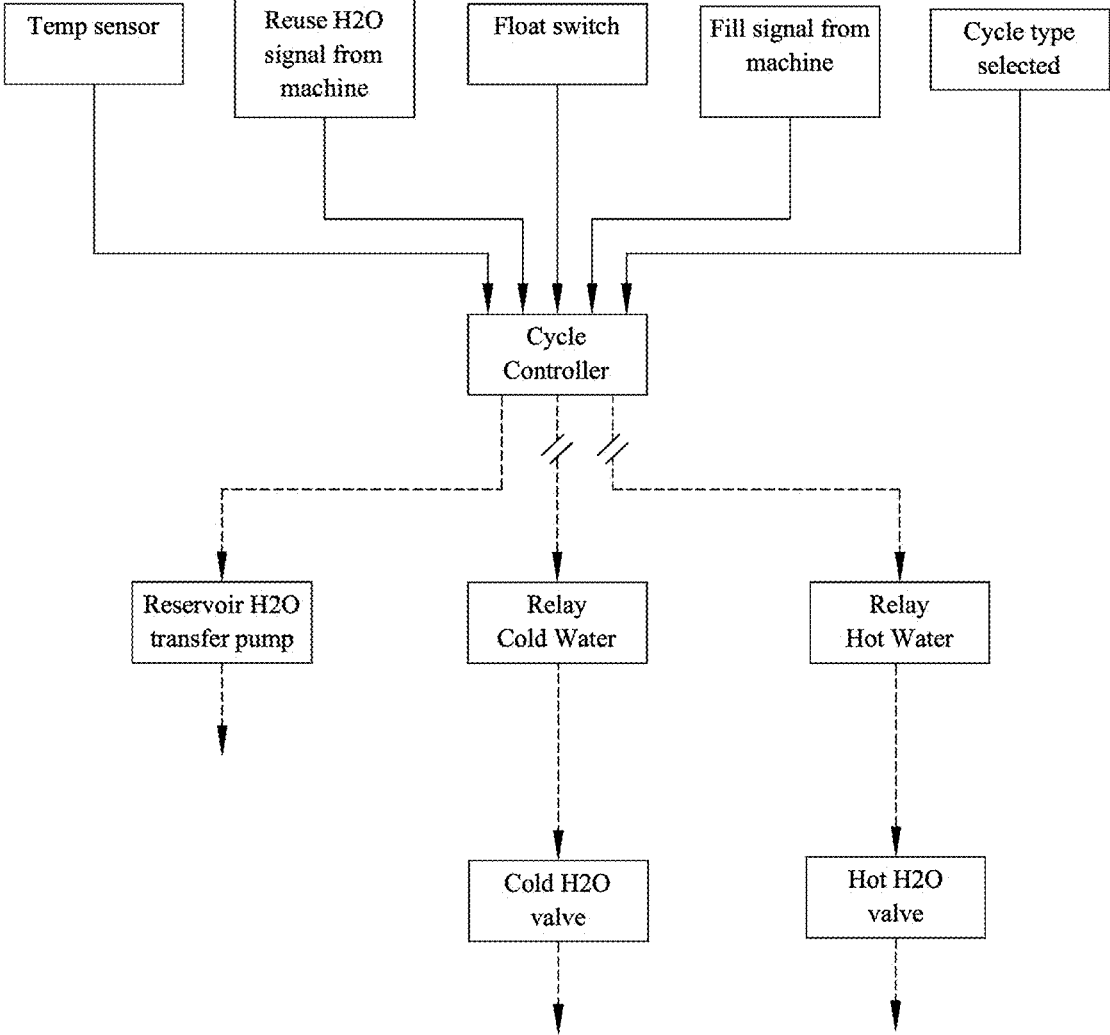 Temp sensor
Reuse H2O
signal from
machine
Float switch
Fill signal from
machine
Cycle type
selected
Cycle
Controller
Reservoir H2O
transfer pump
Relay
Cold Water
Relay
Hot Water
Cold H2O
valve
Hot H2O
valve